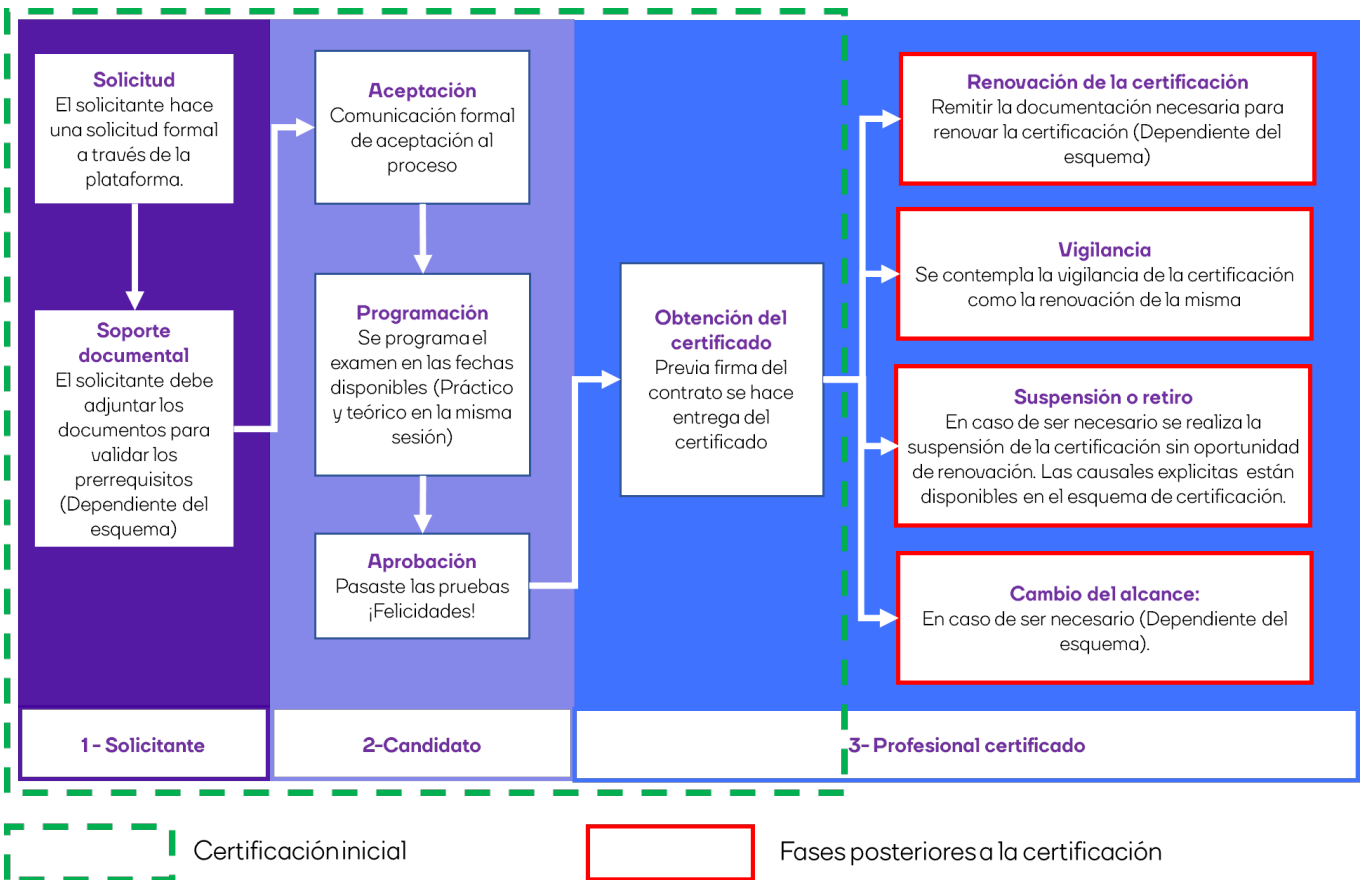 Solicitud
El solicitante hace
una solicitud formal
a través de la
plataforma.
Soporte
documental
El solicitante debe
adjuntar los
documentos para
validar los
prerrequisitos
(Dependiente del
esquema)
1 - Solicitante
Aceptación
Comunicación formal
de aceptación al
proceso
Programación
Se programa el
examen en las fechas
disponibles (Práctico
y teórico en la misma
sesión)
Aprobación
Pasaste las pruebas
¡Felicidades!
2-Candidato
Obtención del
certificado
Previa firma del
contrato se hace
entrega del
certificado
Renovación de la certificación
Remitir la documentación necesaria para
renovar la certificación (Dependiente del
esquema)
Vigilancia
Se contempla la vigilancia de la certificación
como la renovación de la misma
Suspensión o retiro
En caso de ser necesario se realiza la
suspensión de la certificación sin oportunidad
de renovación. Las causales explicitas están
disponibles en el esquema de certificación.
Cambio del alcance:
En caso de ser necesario (Dependiente del
esquema).
3- Profesional certificado
Certificación inicial
Fases posteriores a la certificación